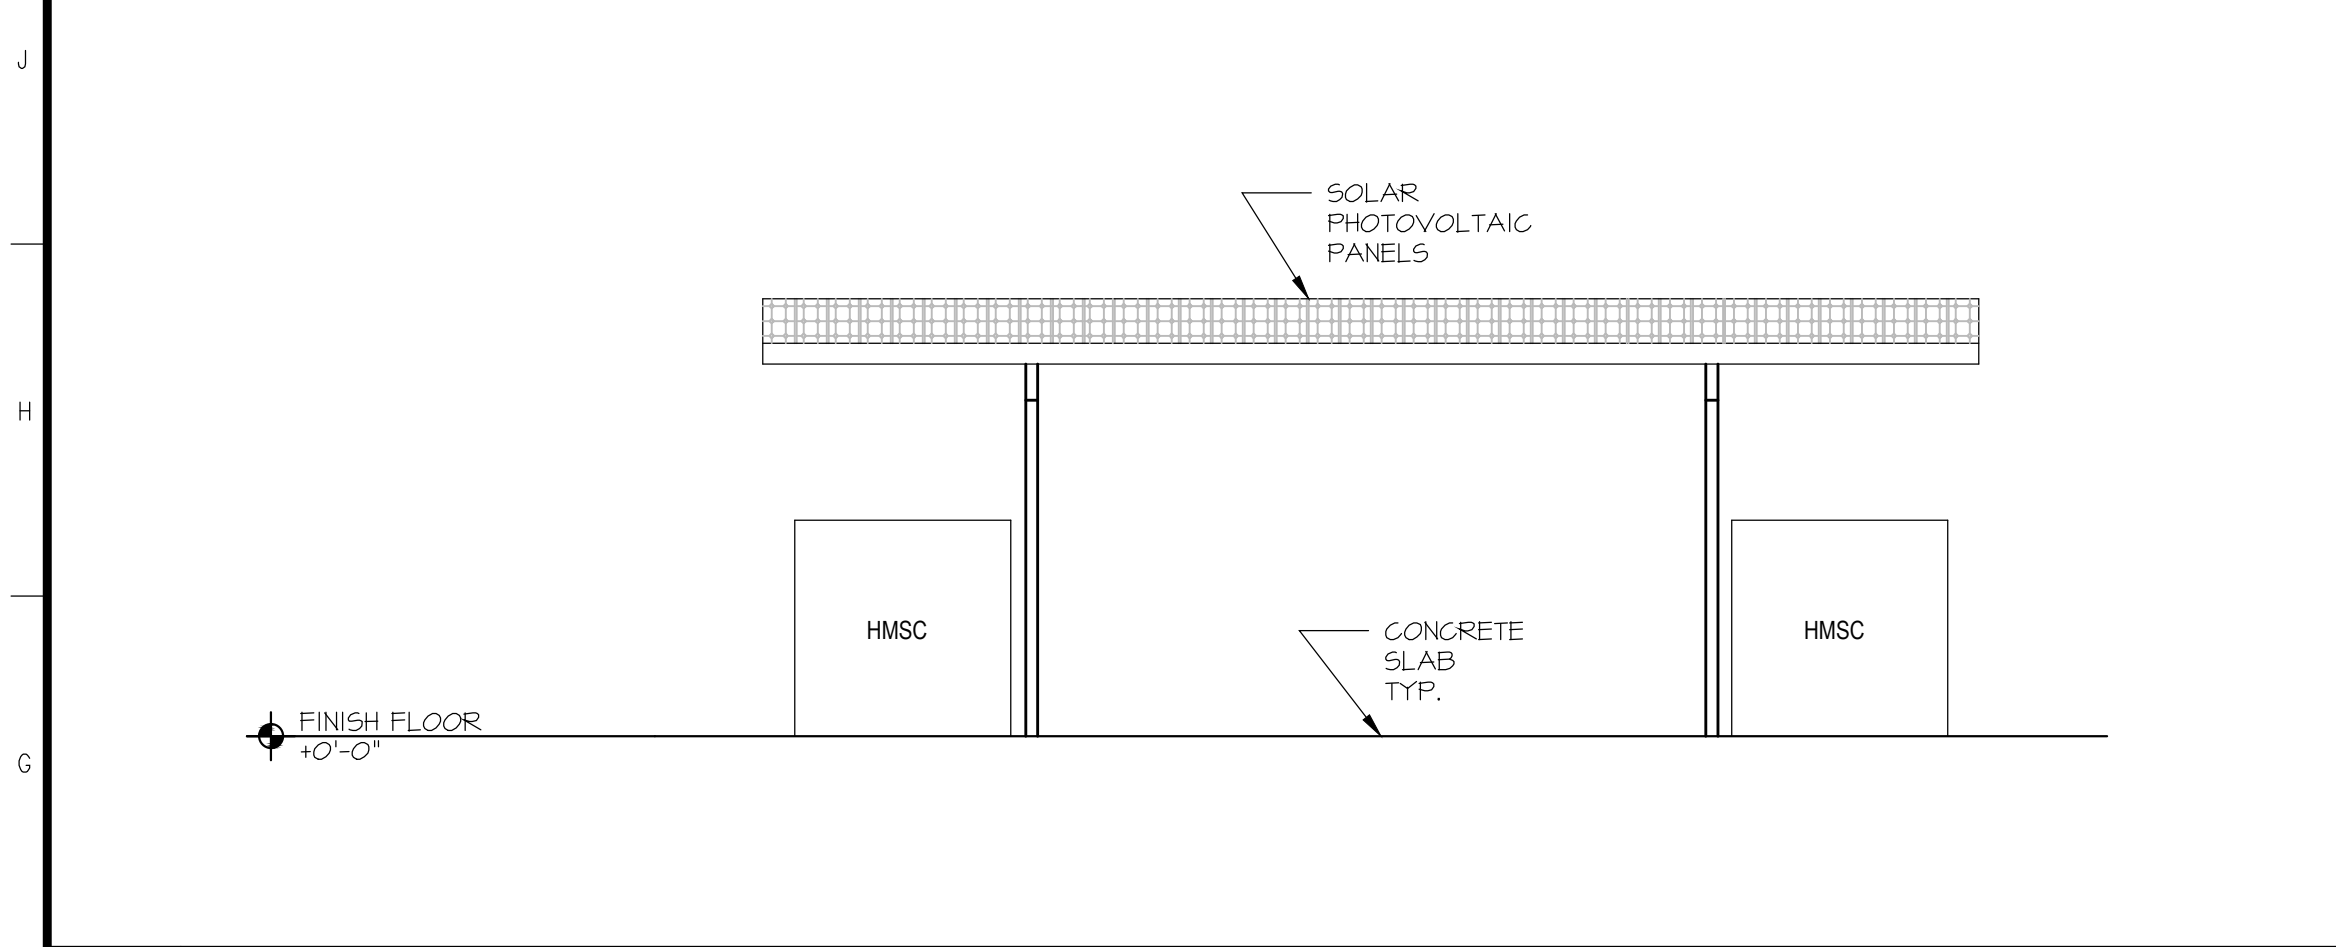 J
SOLAR
PHOTOVOLTAIC
PANELS
H
HMSC
CONCRETE
SLAB
TYP.
HMSC
FINISH FLOOR
+0'-0"
G